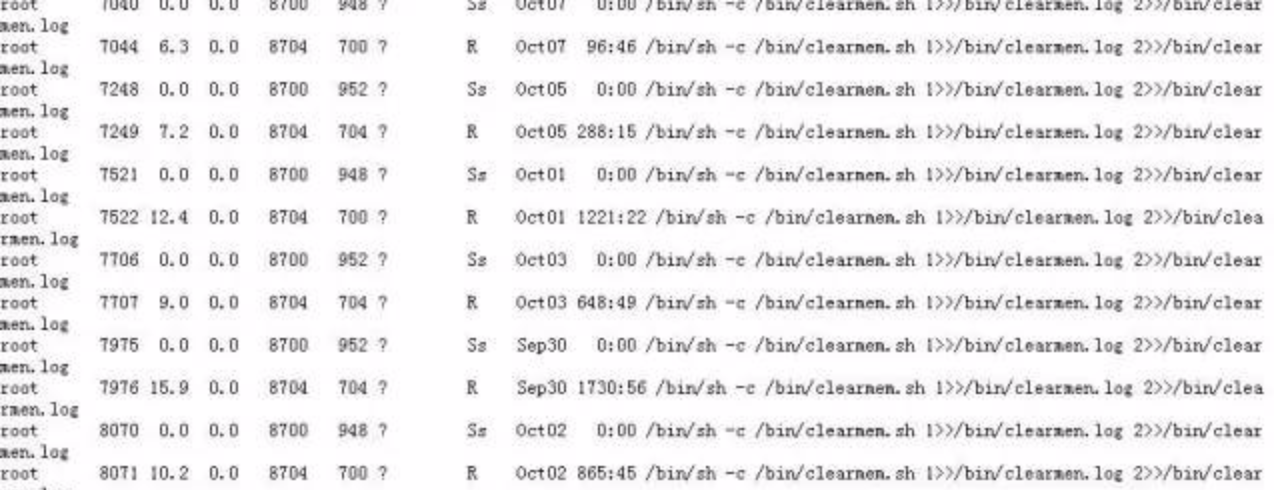 root 7040 0.0 0.0 8700 948 ? Ss Oct07 0:00 /bin/sh -c /bin/clearmen.sh 1>>/bin/clearmen.log 2>>/bin/clear
men.log
root 7044 6.3 0.0 8704 700 ? R Oct07 96:46 /bin/sh -c /bin/clearmen.sh 1>>/bin/clearmen.log 2>>/bin/clear
men.log
root 7248 0.0 0.0 8700 952 ? Ss Oct05 0:00 /bin/sh -c /bin/clearmen.sh 1>>/bin/clearmen.log 2>>/bin/clear
men.log
root 7249 7.2 0.0 8704 704 ? R Oct05 288:15 /bin/sh -c /bin/clearmen.sh 1>>/bin/clearmen.log 2>>/bin/clear
men.log
root 7521 0.0 0.0 8700 948 ? Ss Oct01 0:00 /bin/sh -c /bin/clearmen.sh 1>>/bin/clearmen.log 2>>/bin/clear
men.log
root 7522 12.4 0.0 8704 700 ? R Oct01 1221:22 /bin/sh -c /bin/clearmen.sh 1>>/bin/clearmen.log 2>>/bin/clea
rmen.log
root 7706 0.0 0.0 8700 952 ? Ss Oct03 0:00 /bin/sh -c /bin/clearmen.sh 1>>/bin/clearmen.log 2>>/bin/clear
men.log
root 7707 9.0 0.0 8704 704 ? R Oct03 648:49 /bin/sh -c /bin/clearmen.sh 1>>/bin/clearmen.log 2>>/bin/clear
men.log
root 7975 0.0 0.0 8700 952 ? Ss Sep30 0:00 /bin/sh -c /bin/clearmen.sh 1>>/bin/clearmen.log 2>>/bin/clear
men.log
root 7976 15.9 0.0 8704 704 ? R Sep30 1730:56 /bin/sh -c /bin/clearmen.sh 1>>/bin/clearmen.log 2>>/bin/clea
rmen.log
root 8070 0.0 0.0 8700 948 ? Ss Oct02 0:00 /bin/sh -c /bin/clearmen.sh 1>>/bin/clearmen.log 2>>/bin/clear
men.log
root 8071 10.2 0.0 8704 700 ? R Oct02 865:45 /bin/sh -c /bin/clearmen.sh 1>>/bin/clearmen.log 2>>/bin/clear